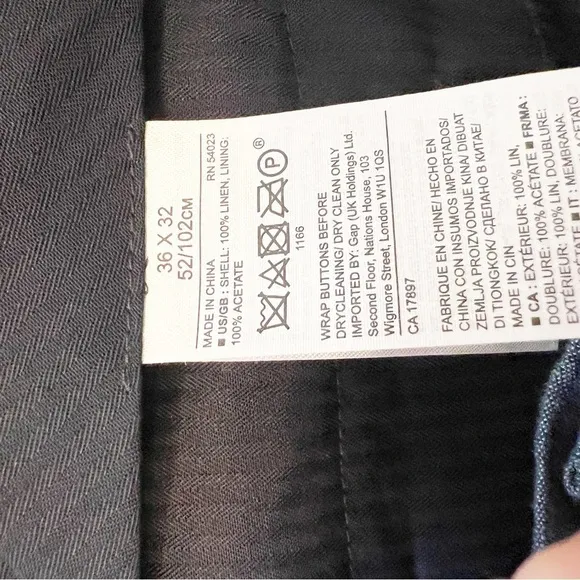 36 X 32
52/102CM
MADE IN CHINA RN 54023
■ US/GB : SHELL: 100% LINEN, LINING:
100% ACETATE
P ®
1166
WRAP BUTTONS BEFORE
DRYCLEANING/ DRY CLEAN ONLY
IMPORTED BY: Gap (UK Holdings) Ltd.
Second Floor, Nations House, 103
Wigmore Street, London W1U 1QS
CA 17897
FABRIQUE EN CHINE/ HECHO EN
CHINA CON INSUMOS IMPORTADOS/
ZEMLJA PROIZVODNJE KINA/ DIBUAT
DI TIONGKOK/ СДЕЛАНО В КИТАЕ/
MADE IN CIN
■ CA : EXTÉRIEUR: 100% LIN,
DOUBLURE: 100% ACÉTATE ■ FR/MA :
EXTÉRIEUR: 100% LIN, DOUBLURE:
■ IT : MEMBRANA: